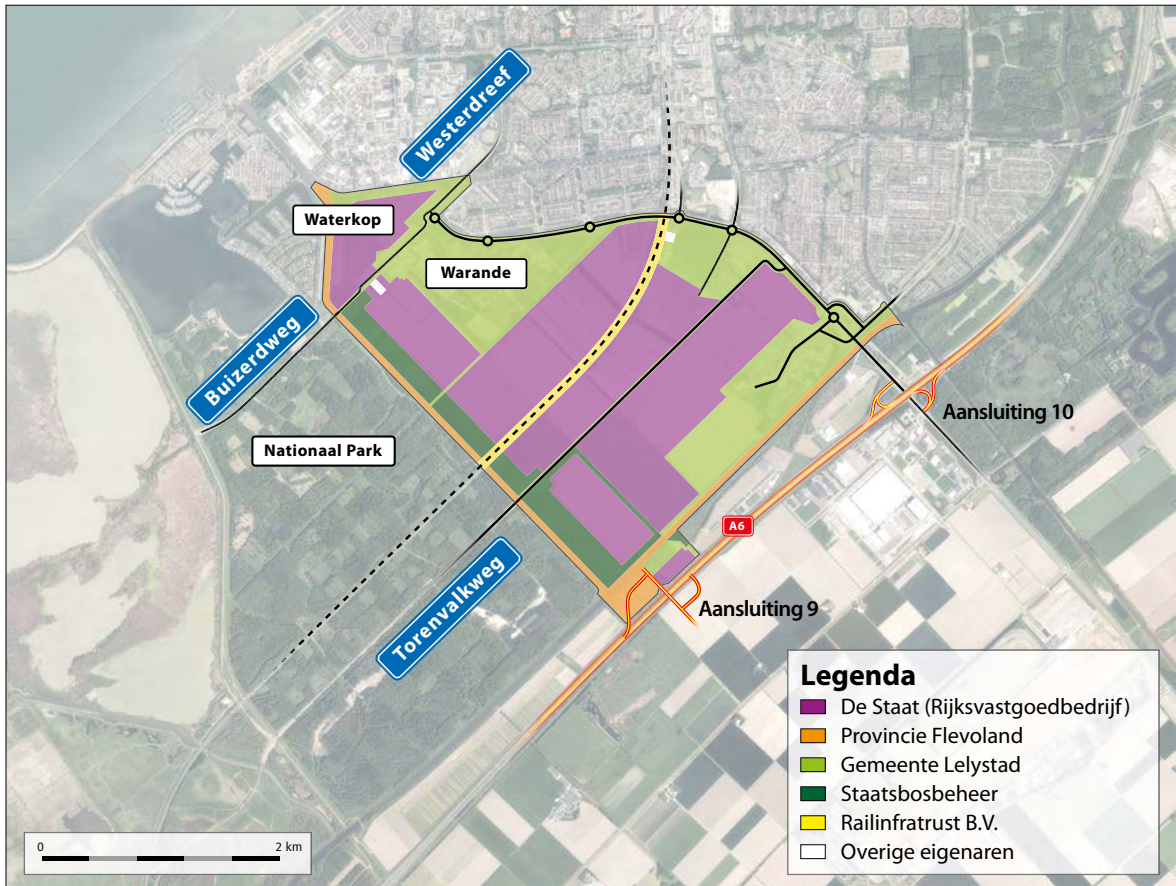 Westerdreef
Waterkop
Warande
Buizerdweg
Nationaal Park
Aansluiting 10
A6
Torenvalkweg
Aansluiting 9
Legenda
De Staat (Rijksvastgoedbedrijf)
Provincie Flevoland
Gemeente Lelystad
Staatsbosbeheer
Railinfratrust B.V.
Overige eigenaren
0 2 km